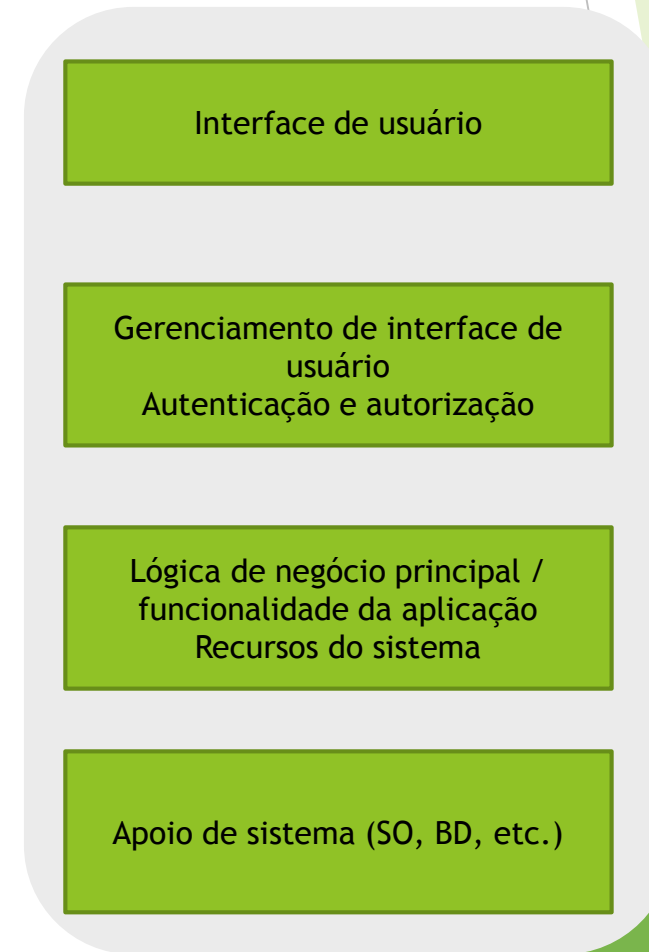 Interface de usuário
Gerenciamento de interface de
usuário
Autenticação e autorização
Lógica de negócio principal /
funcionalidade da aplicação
Recursos do sistema
Apoio de sistema (SO, BD, etc.)